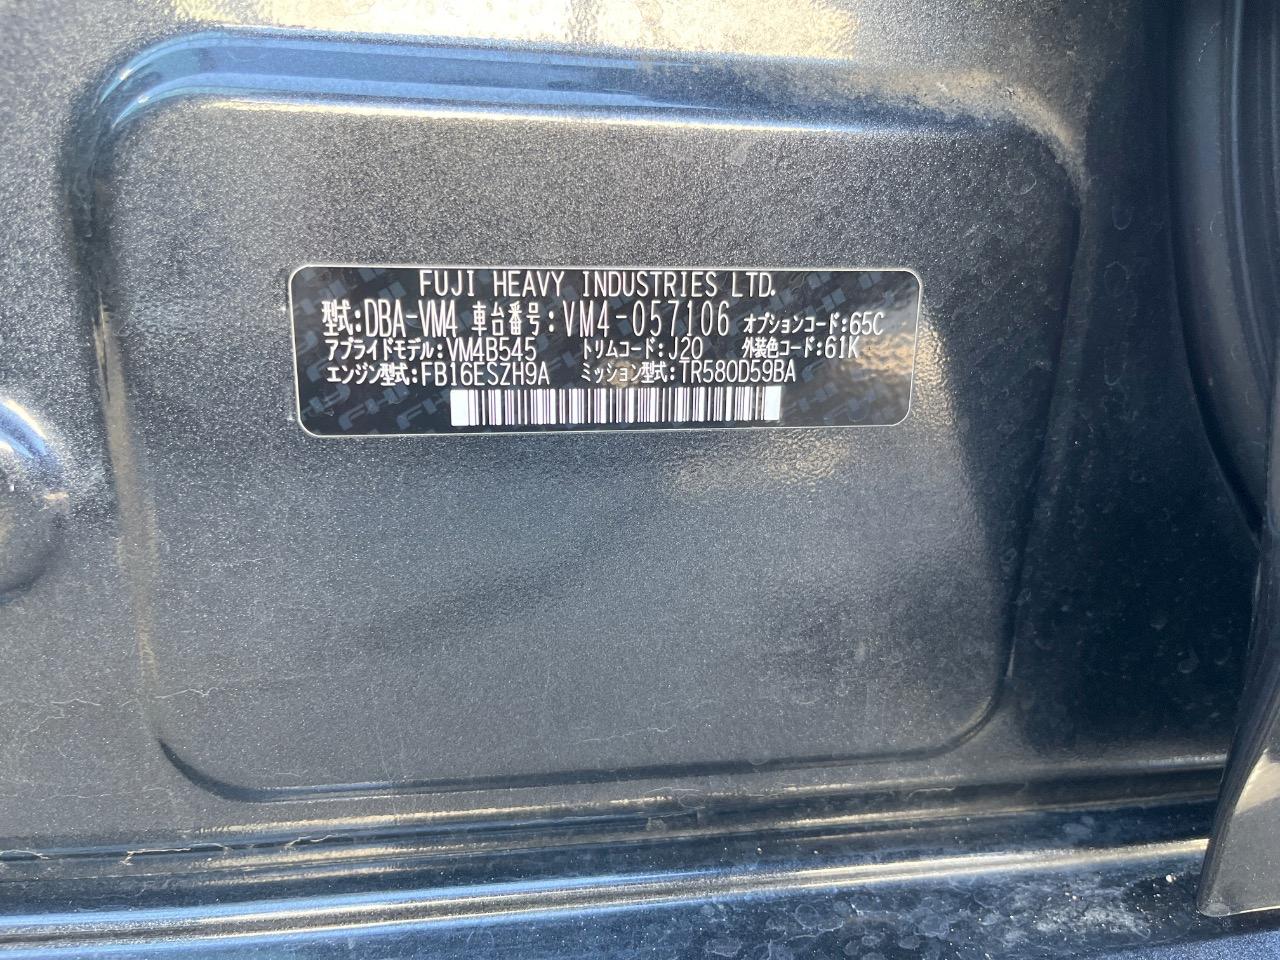 FUJI HEAVY INDUSTRIES LTD.
型式:DBA-VM4 車台番号:VM4-057106 オプションコード:65C
アプライドモデル:VM4B545 トリムコード:J20 外装色コード:61K
エンジン型式:FB16ESZH9A ミッション型式:TR580D59BA